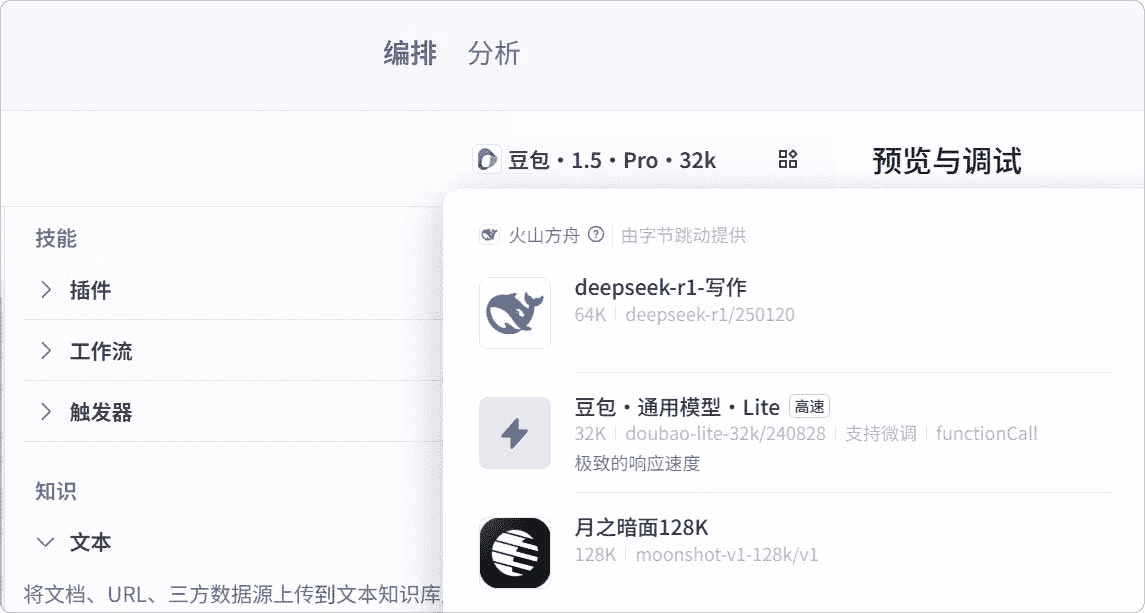 编排 分析
豆包·1.5·Pro·32k
预览与调试
技能
插件
工作流
触发器
知识
文本
将文档、URL、三方数据源上传到文本知识库
火山方舟 由字节跳动提供
deepseek-r1-写作
64K deepseek-r1/250120
豆包·通用模型·Lite 高速
32K doubao-lite-32k/240828 支持微调 functionCall
极致的响应速度
月之暗面128K
128K moonshot-v1-128k/v1